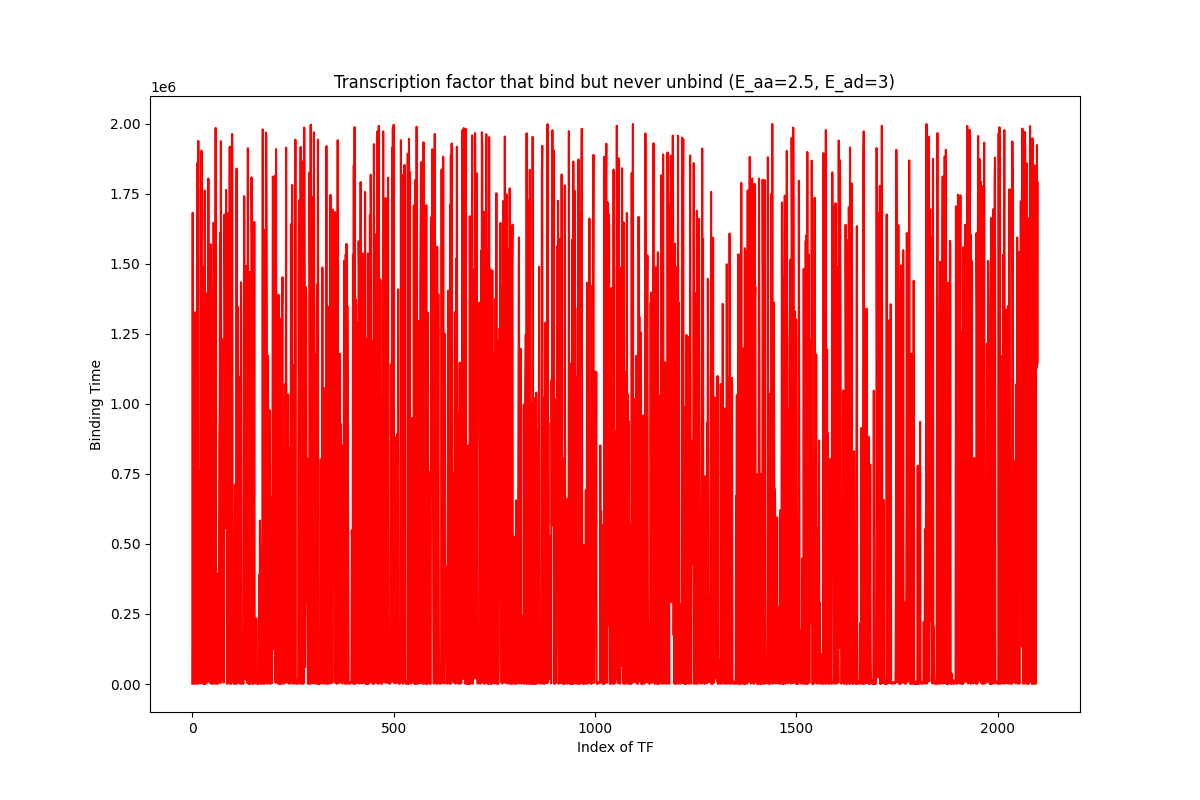 Transcription factor that bind but never unbind (E_aa=2.5, E_ad=3)
1e6
2.00
1.75
1.50
1.25
1.00
0.75
0.50
0.25
0.00
Binding Time
0 500 1000 1500 2000
Index of TF